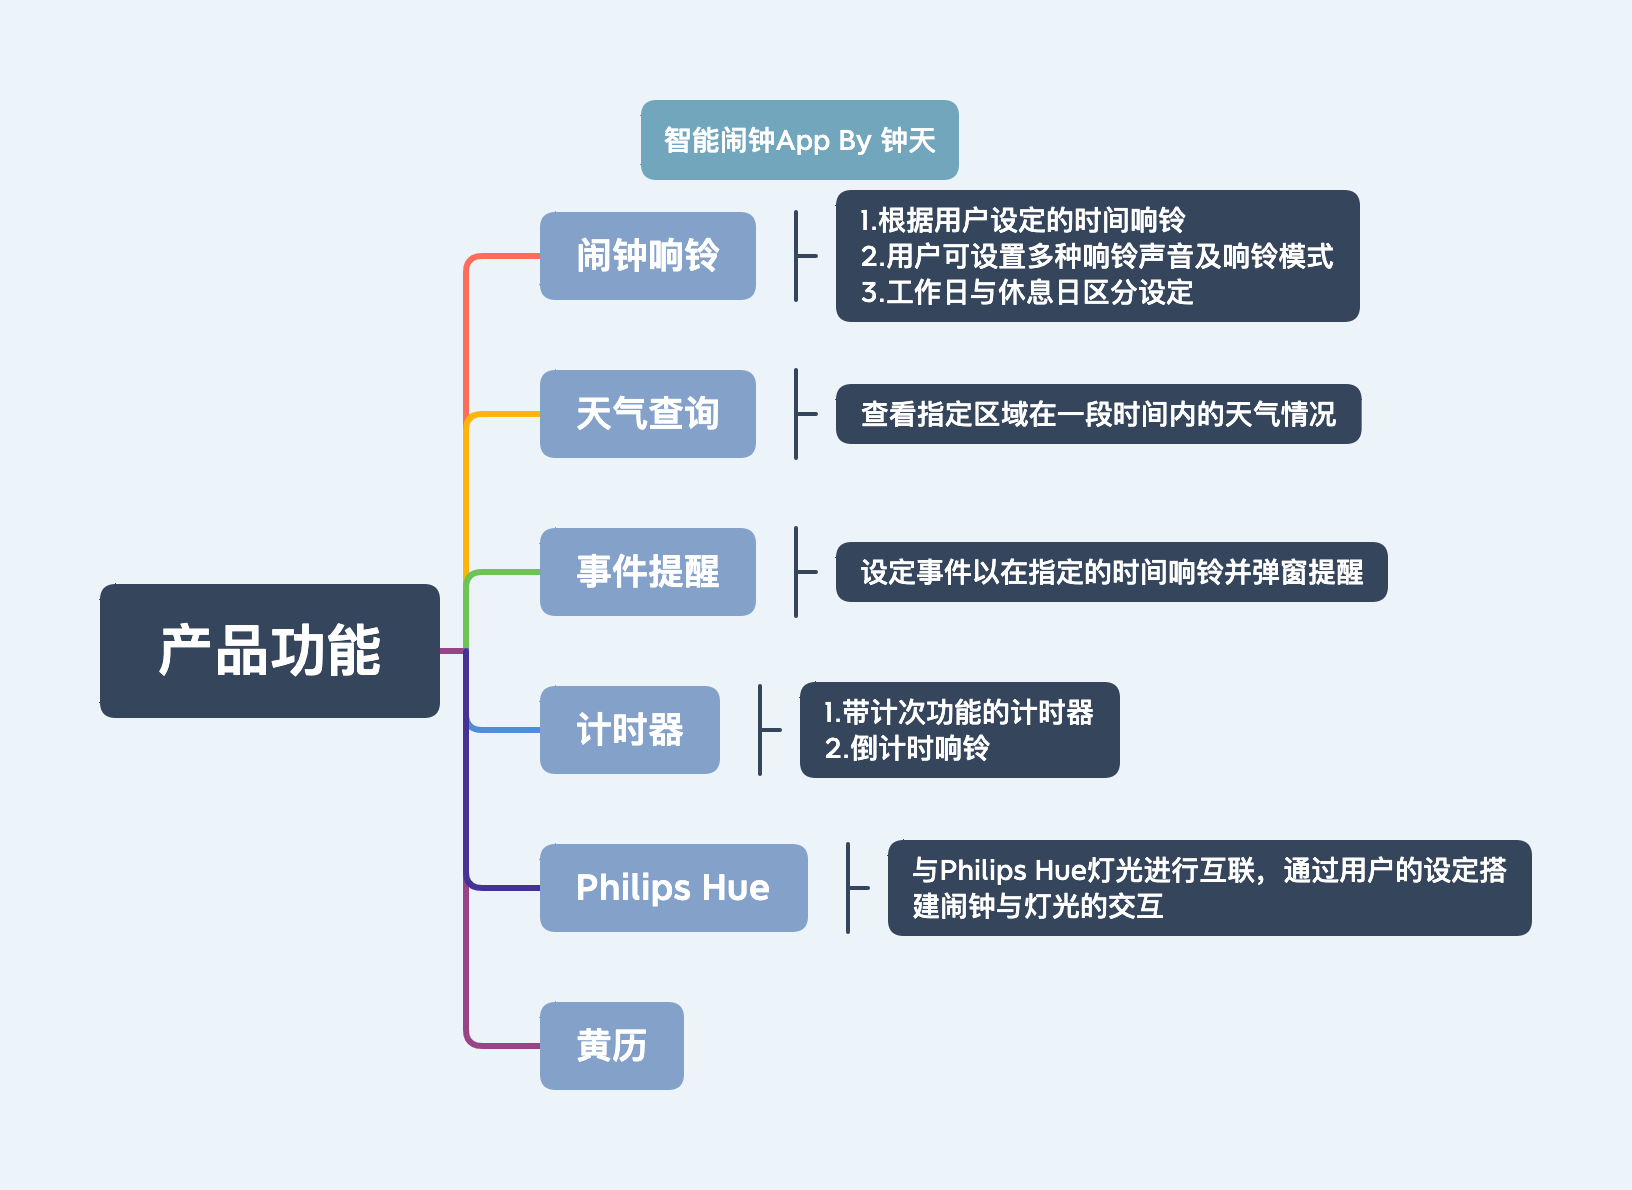 智能闹钟App By 钟天
产品功能
闹钟响铃
1.根据用户设定的时间响铃
2.用户可设置多种响铃声音及响铃模式
3.工作日与休息日区分设定
天气查询
查看指定区域在一段时间内的天气情况
事件提醒
设定事件以在指定的时间响铃并弹窗提醒
计时器
1.带计次功能的计时器
2.倒计时响铃
Philips Hue
与Philips Hue灯光进行互联，通过用户的设定搭
建闹钟与灯光的交互
黄历